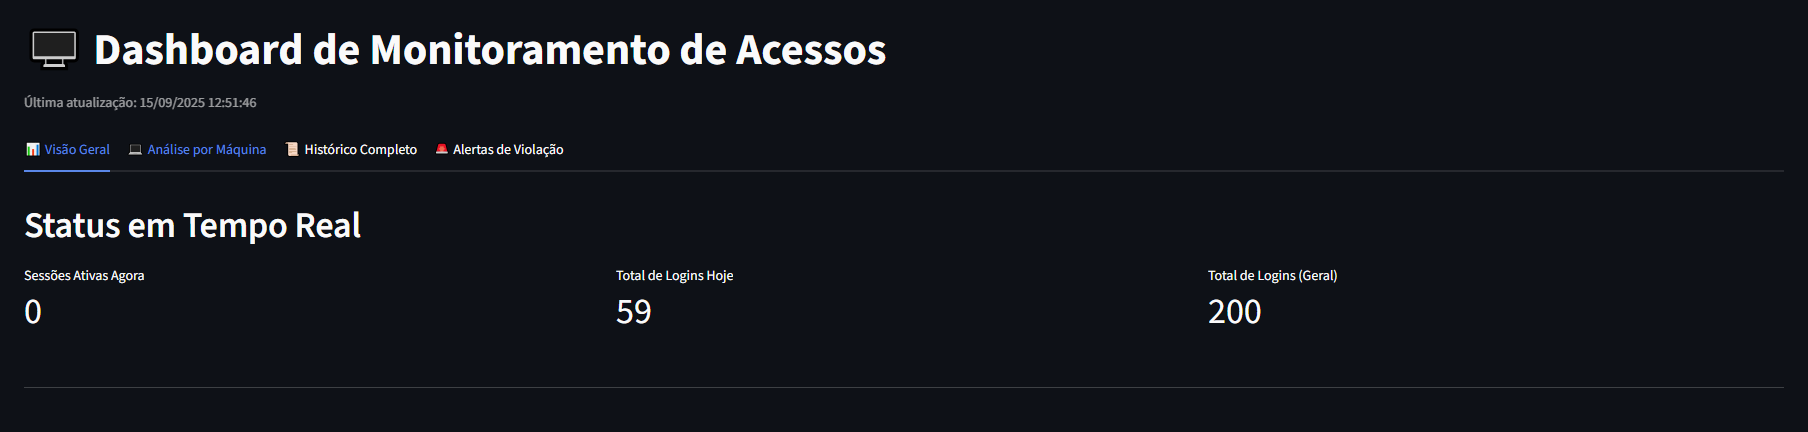 Dashboard de Monitoramento de Acessos
Última atualização: 15/09/2025 12:51:46
Visão Geral Análise por Máquina Histórico Completo Alertas de Violação
Status em Tempo Real
Sessões Ativas Agora Total de Logins Hoje Total de Logins (Geral)
0 59 200